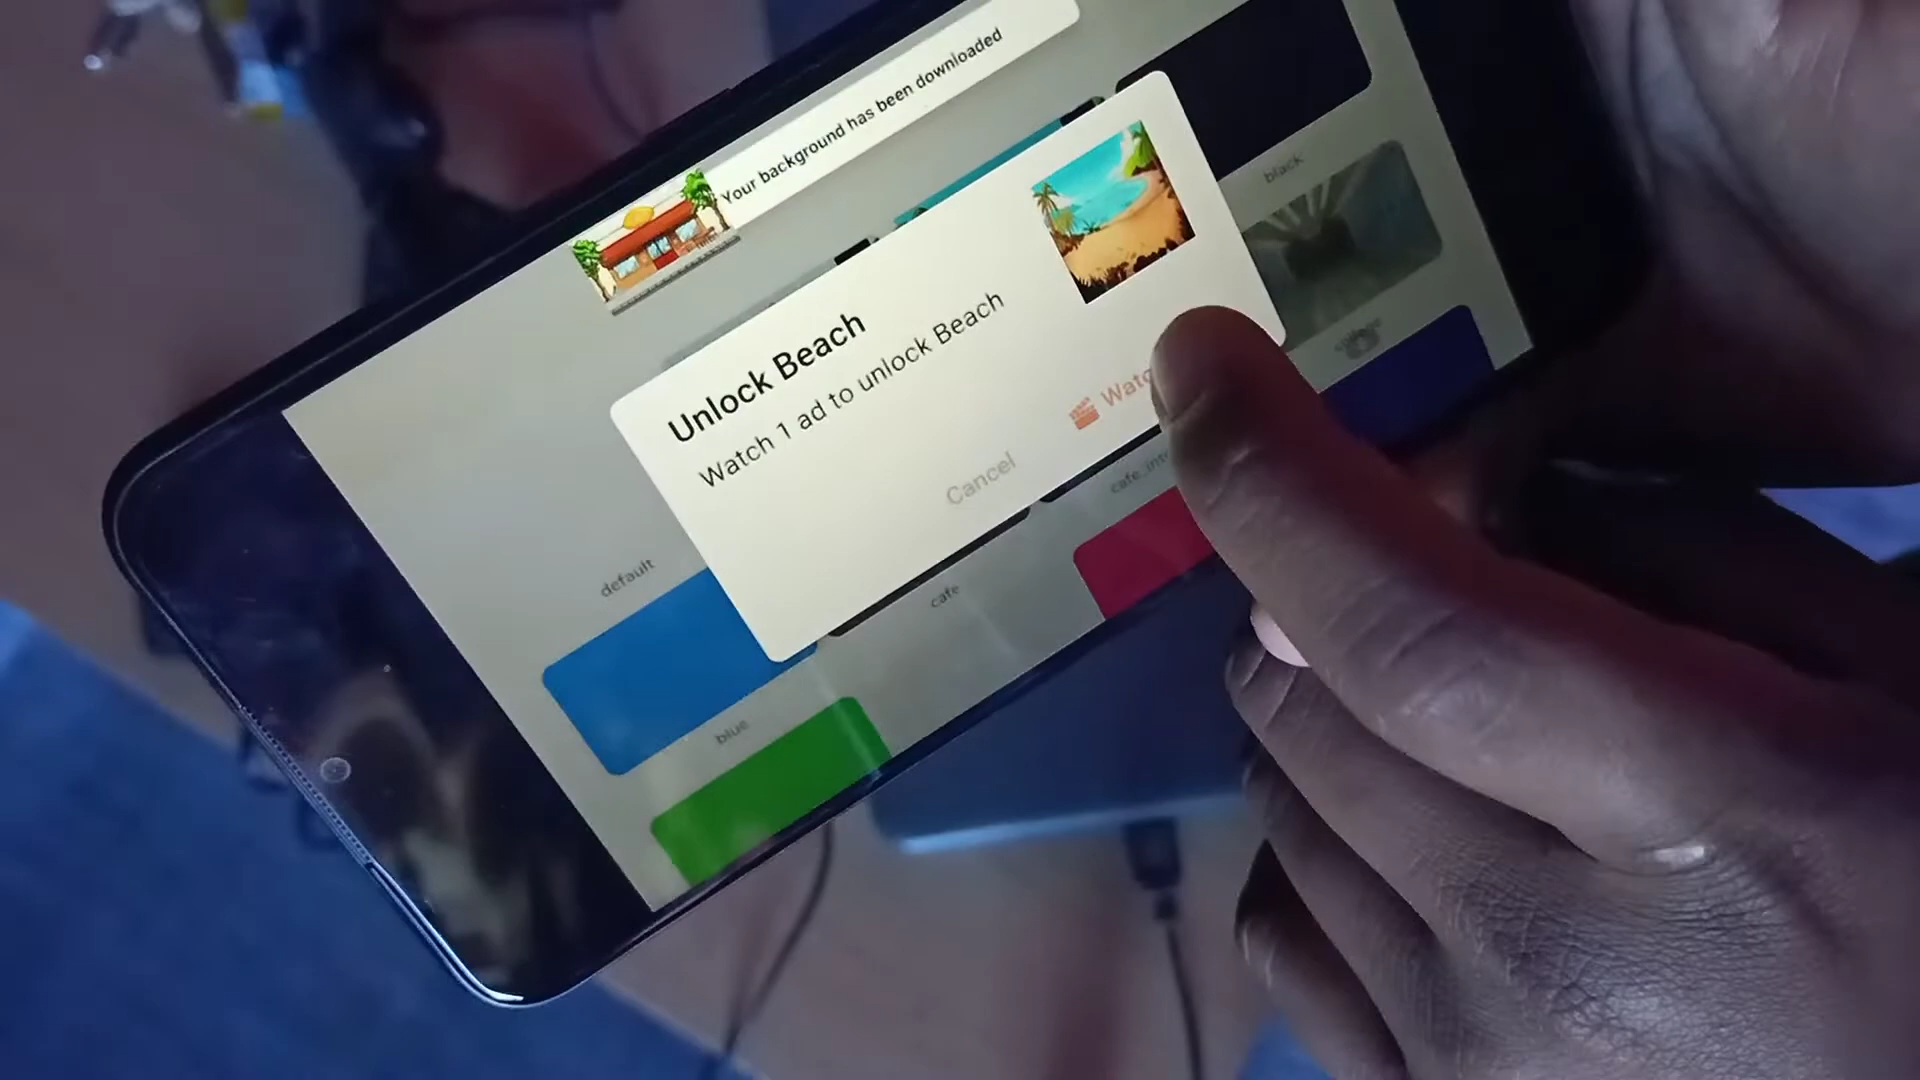 Your background has been downloaded
black
Unlock Beach
Watch 1 ad to unlock Beach
Cancel
default
cafe
blue